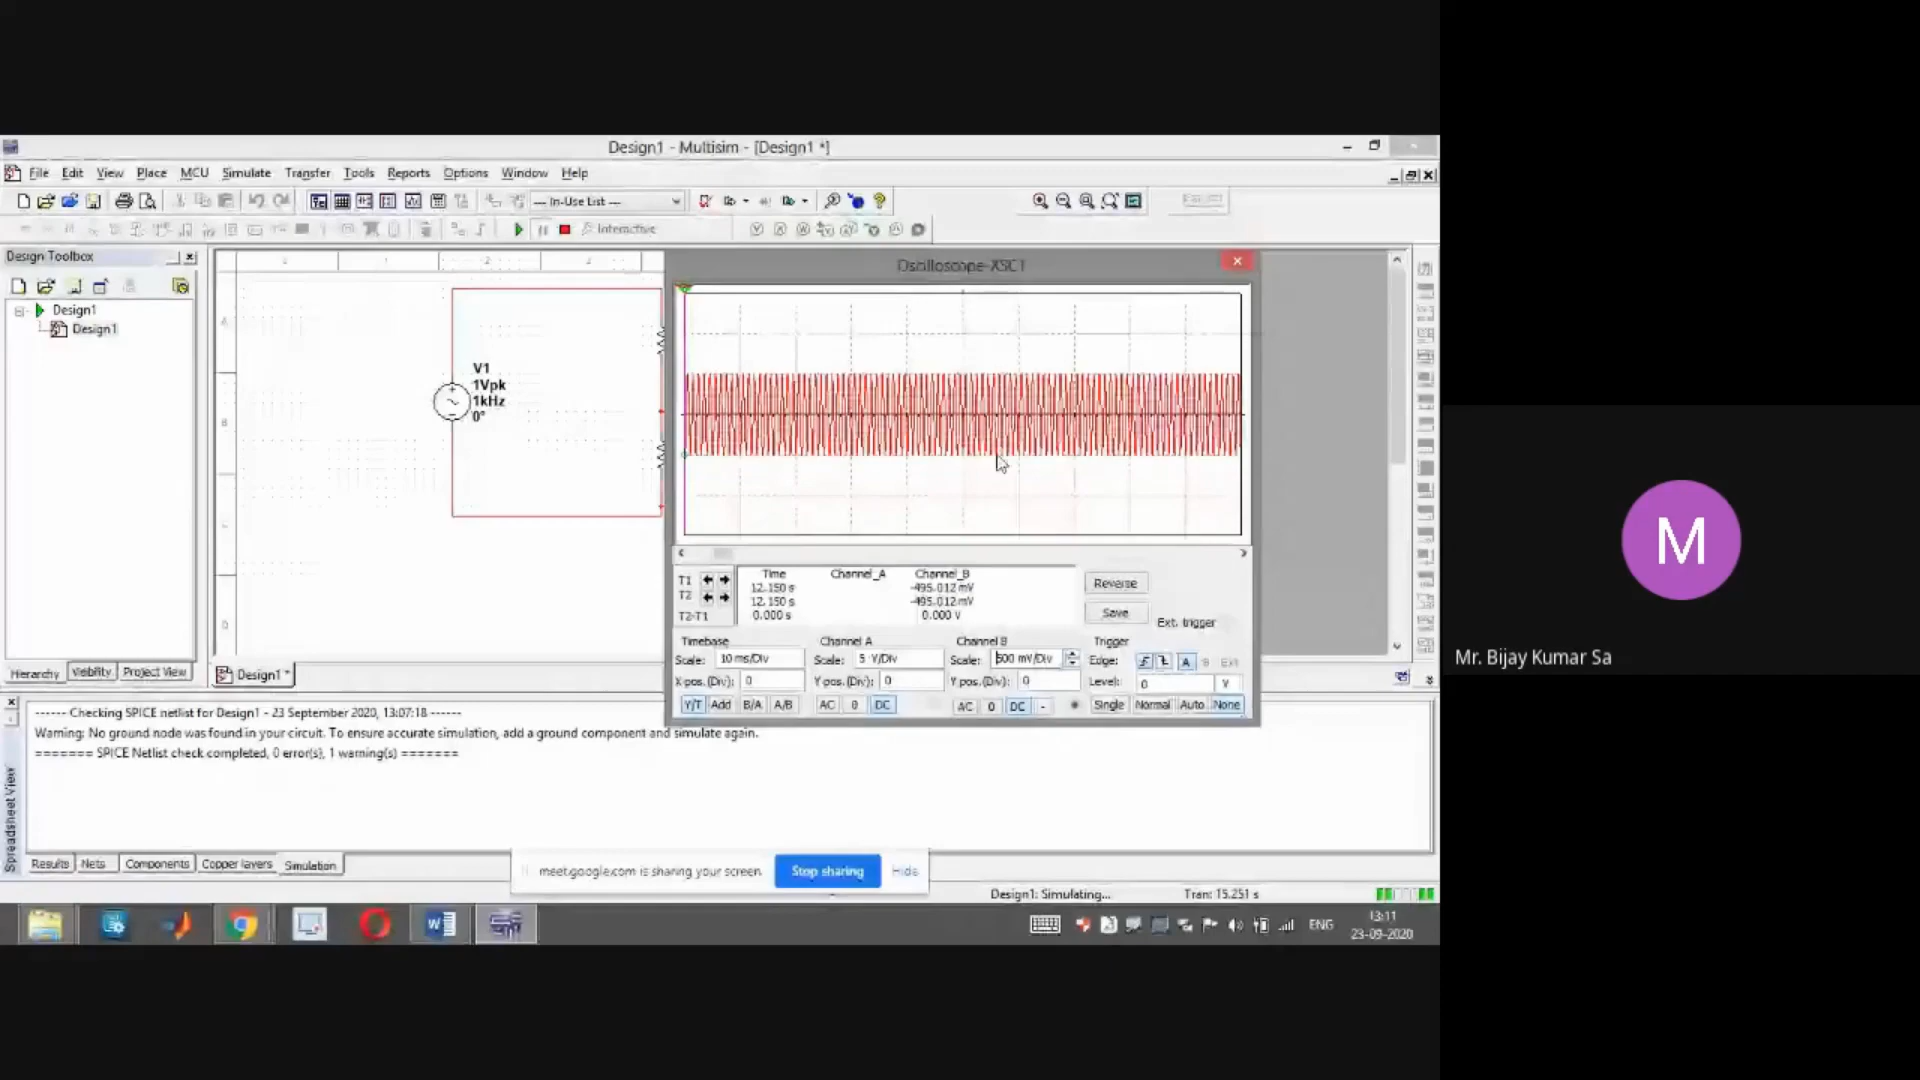 Design1 - Multisim - [Design1 *]
File Edit View Place MCU Simulate Transfer Tools Reports Options Window Help
--- In-Use List ---
Interactive
Design Toolbox
Design1
Design1
Hierarchy Visibility Project View
V1
1Vpk
1kHz
0°
Design1 *
Oscilloscope-XSC1
Time Channel_A Channel_B
T1 12.150 s -495.012 mV
T2 12.150 s -495.012 mV
T2-T1 0.000 s 0.000 V
Reverse
Save
Ext. trigger
Timebase Channel A Channel B Trigger
Scale: 10 ms/Div Scale: 5 V/Div Scale: 500 mV/Div Edge: A B Ext
X pos.(Div): 0 Y pos.(Div): 0 Y pos.(Div): 0 Level: 0 V
Y/T Add B/A A/B AC 0 DC AC 0 DC - Single Normal Auto None
------ Checking SPICE netlist for Design1 - 23 September 2020, 13:07:18 ------
Warning: No ground node was found in your circuit. To ensure accurate simulation, add a ground component and simulate again.
======= SPICE Netlist check completed, 0 error(s), 1 warning(s) =======
Spreadsheet View
Results Nets Components Copper layers Simulation
meet.google.com is sharing your screen. Stop sharing Hide
Design1: Simulating... Tran: 15.251 s
ENG
13:11
23-09-2020
M
Mr. Bijay Kumar Sa